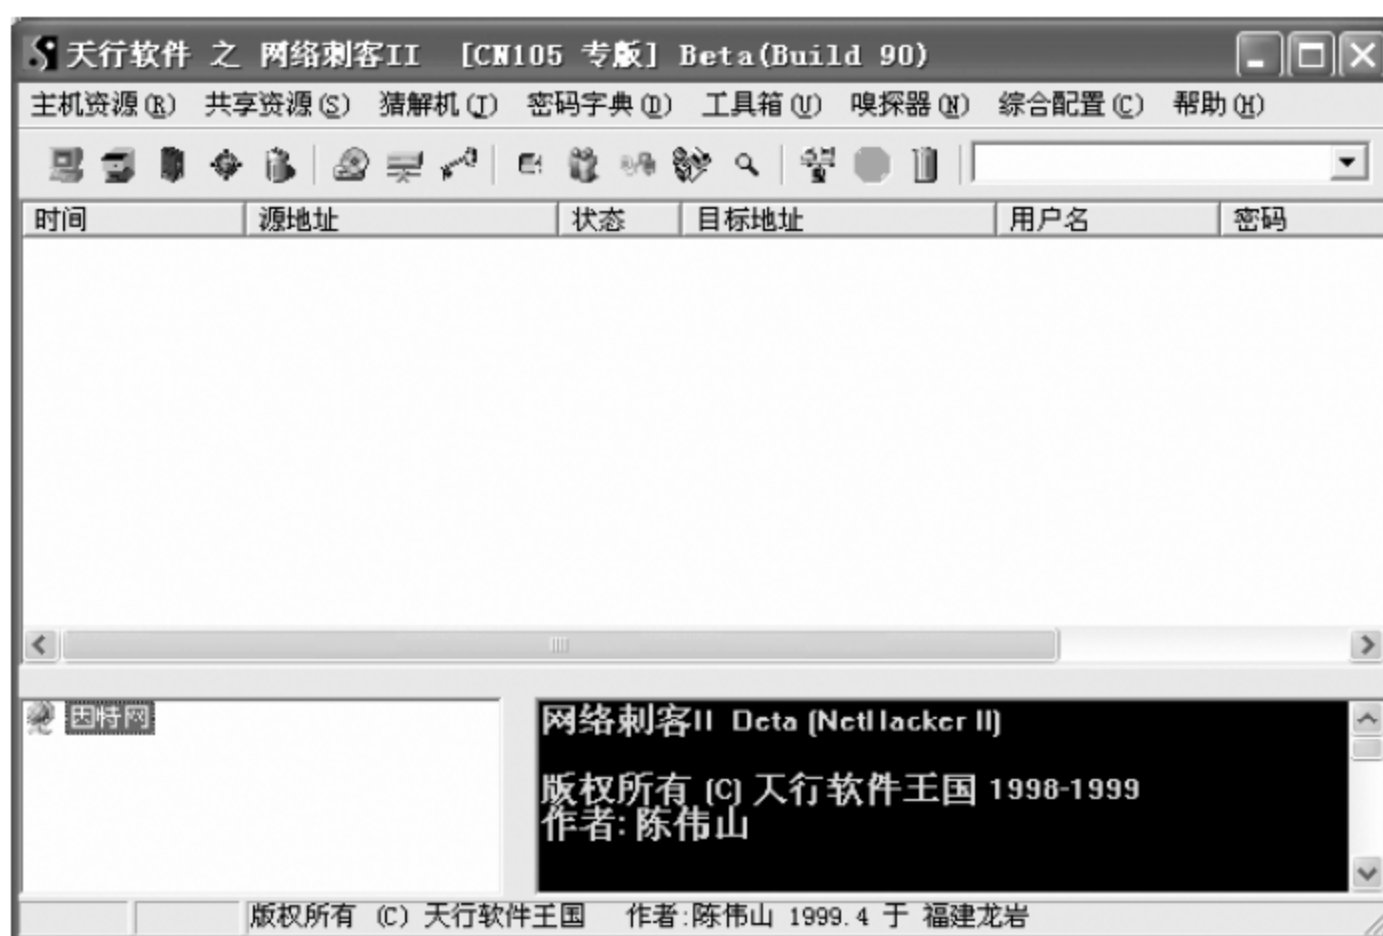 天行软件 之 网络刺客II [CN105 专版] Beta(Build 90)
主机资源(R) 共享资源(S) 猜解机(T) 密码字典(D) 工具箱(U) 嗅探器(N) 综合配置(C) 帮助(H)
时间 源地址 状态 目标地址 用户名 密码
因特网
网络刺客II Beta (NetHacker II)
版权所有 (C) 天行软件王国 1998-1999
作者: 陈伟山
版权所有 (C) 天行软件王国 作者:陈伟山 1999.4 于 福建龙岩